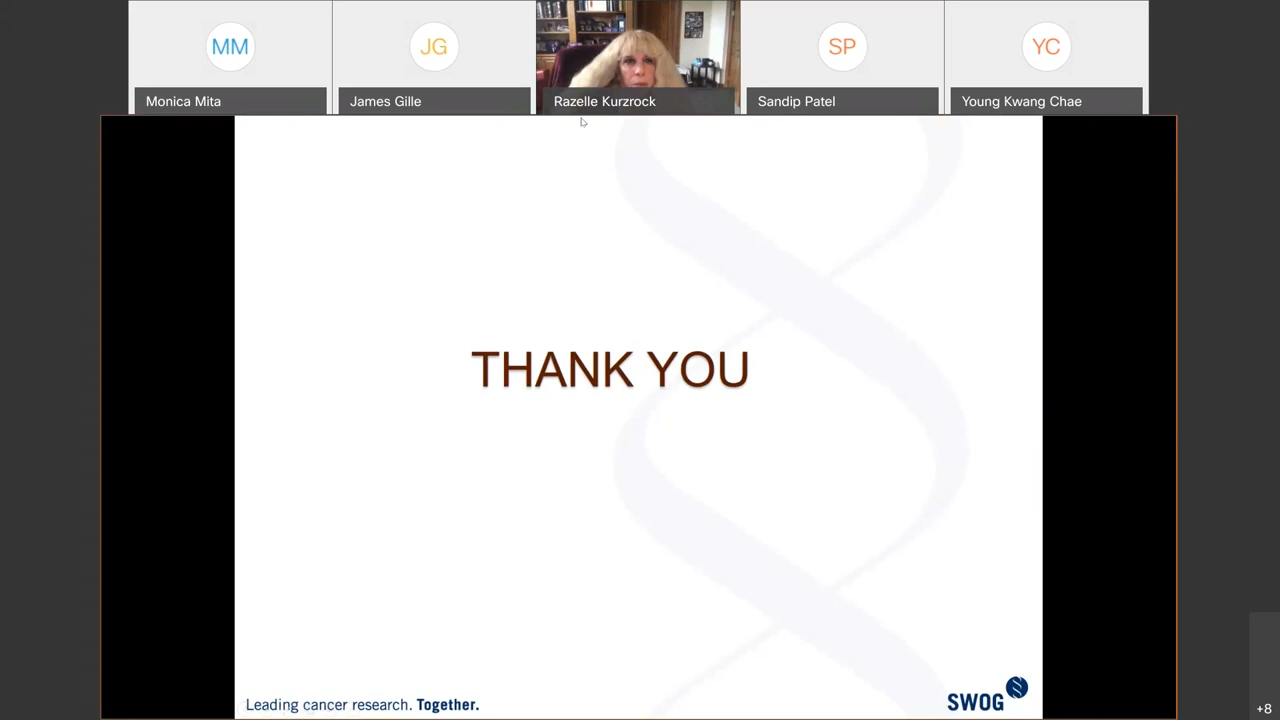 MM JG SP YC
Monica Mita James Gille Razelle Kurzrock Sandip Patel Young Kwang Chae
THANK YOU
Leading cancer research. Together.
SWOG
+8